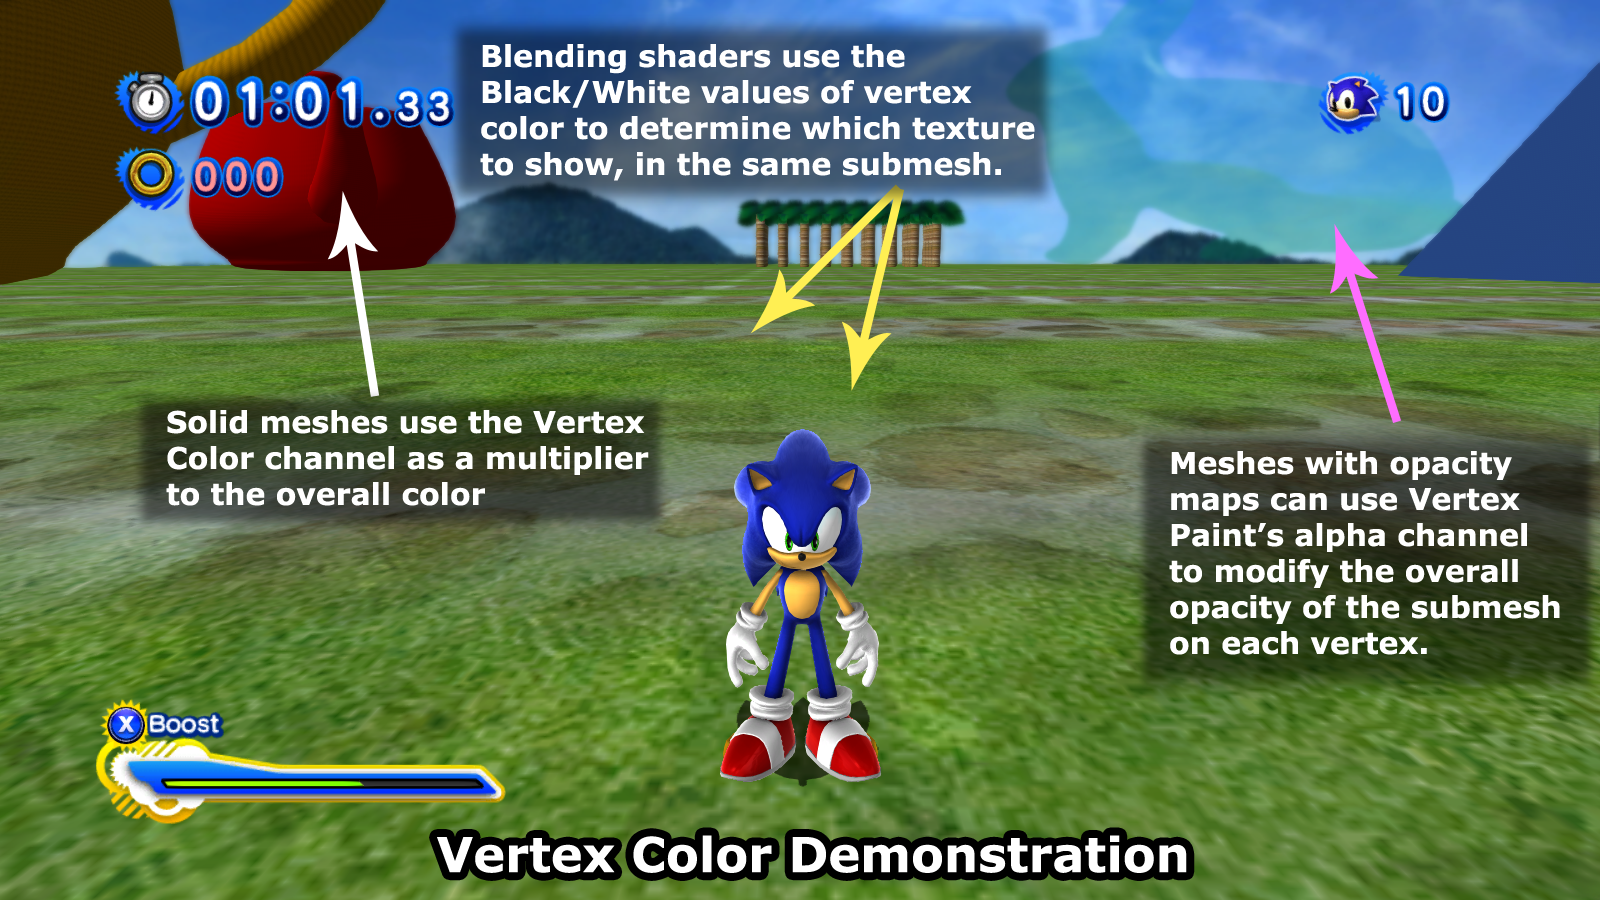 01:01.33
10
000
Blending shaders use the
Black/White values of vertex
color to determine which texture
to show, in the same submesh.
Solid meshes use the Vertex
Color channel as a multiplier
to the overall color
Meshes with opacity
maps can use Vertex
Paint’s alpha channel
to modify the overall
opacity of the submesh
on each vertex.
X Boost
Vertex Color Demonstration